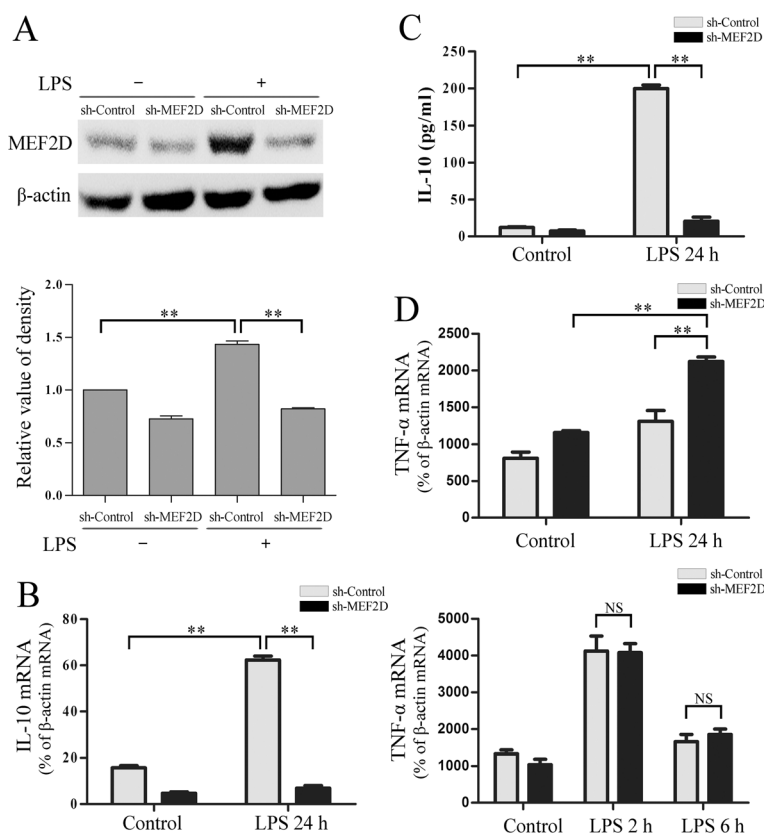 A
LPS
−
+
sh-Control
sh-MEF2D
sh-Control
sh-MEF2D
MEF2D
β-actin
Relative value of density
2.0
1.5
1.0
0.5
0.0
**
**
sh-Control
sh-MEF2D
sh-Control
sh-MEF2D
LPS
−
+
B
sh-Control
sh-MEF2D
IL-10 mRNA
(% of β-actin mRNA)
80
60
40
20
0
**
**
Control
LPS 24 h
C
sh-Control
sh-MEF2D
IL-10 (pg/ml)
250
200
150
100
50
0
**
**
Control
LPS 24 h
D
sh-Control
sh-MEF2D
TNF-α mRNA
(% of β-actin mRNA)
2500
2000
1500
1000
500
0
**
**
Control
LPS 24 h
sh-Control
sh-MEF2D
TNF-α mRNA
(% of β-actin mRNA)
5000
4000
3000
2000
1000
0
NS
NS
Control
LPS 2 h
LPS 6 h